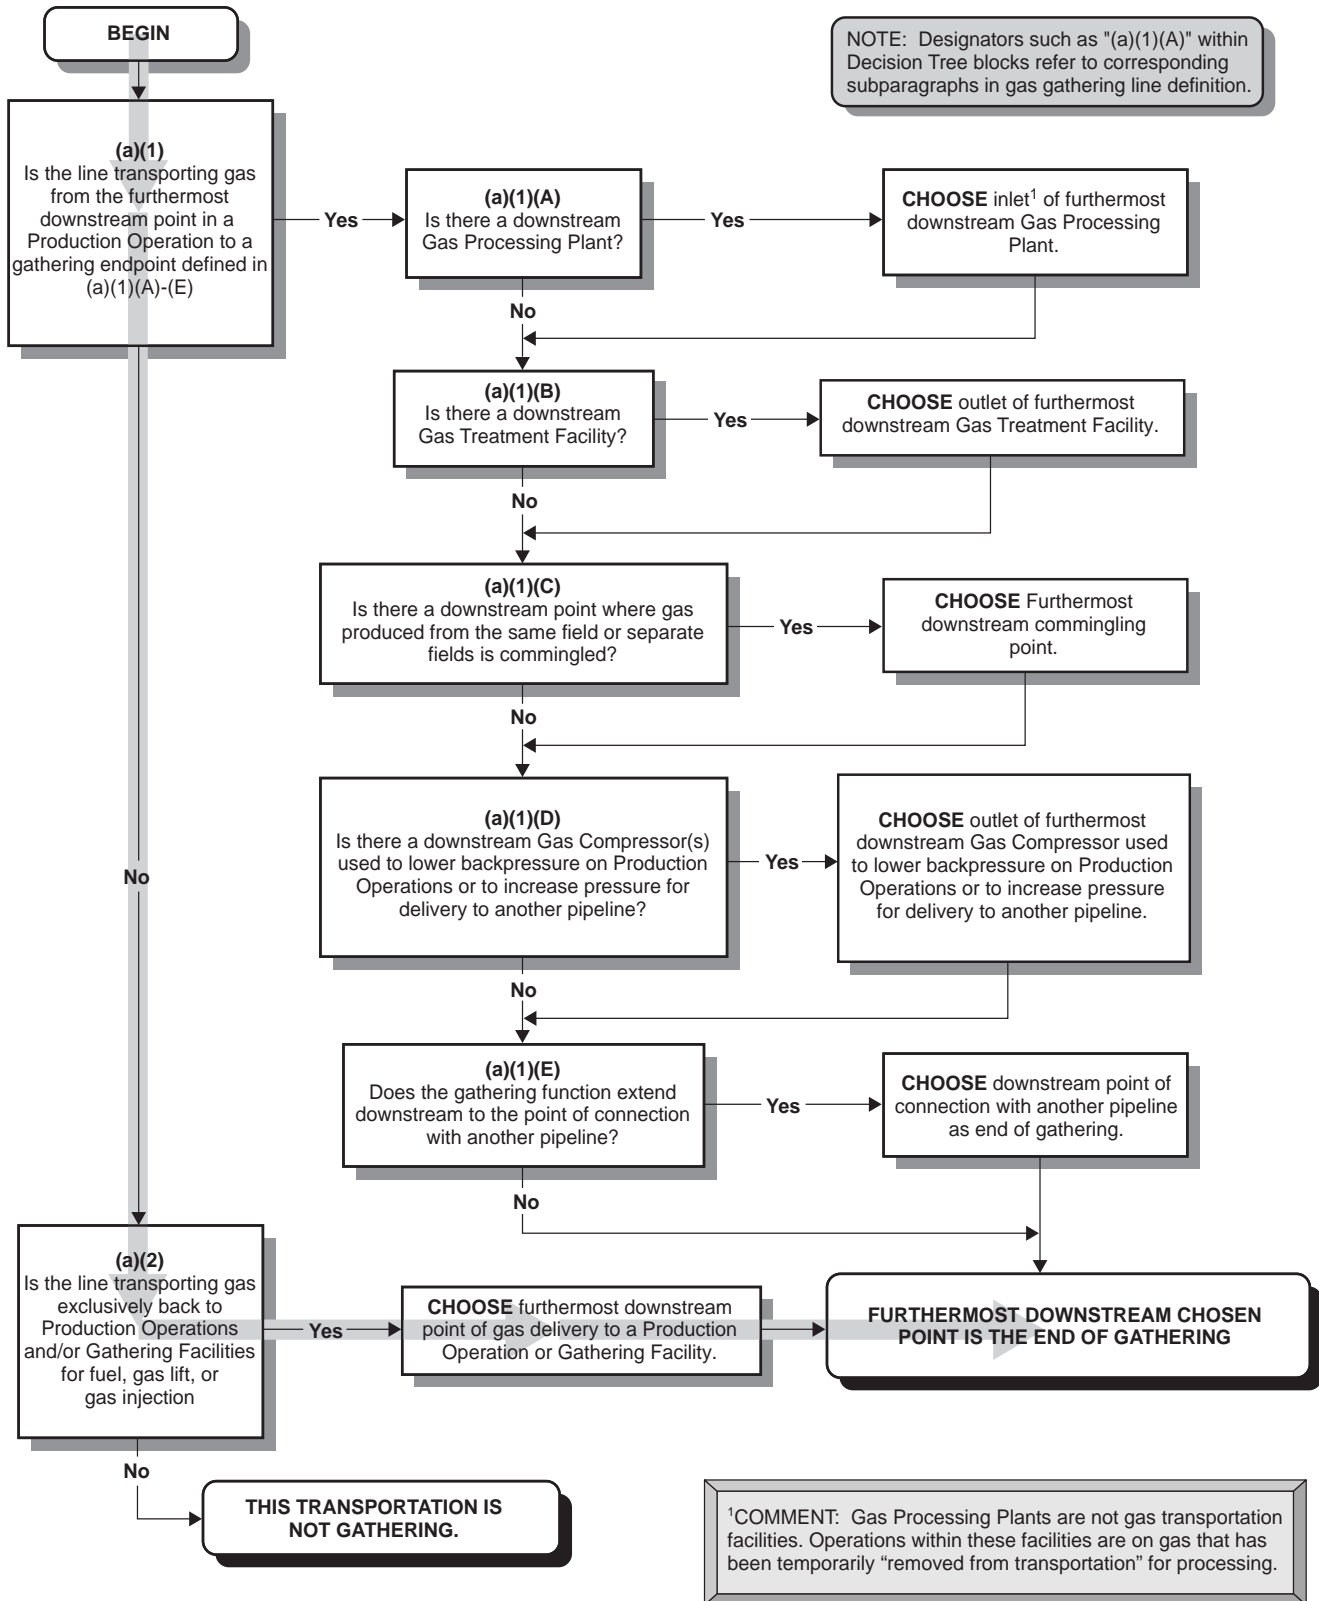 BEGIN
NOTE: Designators such as "(a)(1)(A)" within
Decision Tree blocks refer to corresponding
subparagraphs in gas gathering line definition.
(a)(1)
Is the line transporting gas
from the furthermost
downstream point in a
Production Operation to a
gathering endpoint defined in
(a)(1)(A)-(E)
Yes
(a)(1)(A)
Is there a downstream
Gas Processing Plant?
Yes
CHOOSE inlet¹ of furthermost
downstream Gas Processing
Plant.
No
(a)(1)(B)
Is there a downstream
Gas Treatment Facility?
Yes
CHOOSE outlet of furthermost
downstream Gas Treatment Facility.
No
(a)(1)(C)
Is there a downstream point where gas
produced from the same field or separate
fields is commingled?
Yes
CHOOSE Furthermost
downstream commingling
point.
No
(a)(1)(D)
Is there a downstream Gas Compressor(s)
used to lower backpressure on Production
Operations or to increase pressure for
delivery to another pipeline?
Yes
CHOOSE outlet of furthermost
downstream Gas Compressor used
to lower backpressure on Production
Operations or to increase pressure
for delivery to another pipeline.
No
No
(a)(1)(E)
Does the gathering function extend
downstream to the point of connection
with another pipeline?
Yes
CHOOSE downstream point of
connection with another pipeline
as end of gathering.
No
(a)(2)
Is the line transporting gas
exclusively back to
Production Operations
and/or Gathering Facilities
for fuel, gas lift, or
gas injection
Yes
CHOOSE furthermost downstream
point of gas delivery to a Production
Operation or Gathering Facility.
FURTHERMOST DOWNSTREAM CHOSEN
POINT IS THE END OF GATHERING
No
THIS TRANSPORTATION IS
NOT GATHERING.
¹COMMENT: Gas Processing Plants are not gas transportation
facilities. Operations within these facilities are on gas that has
been temporarily “removed from transportation” for processing.